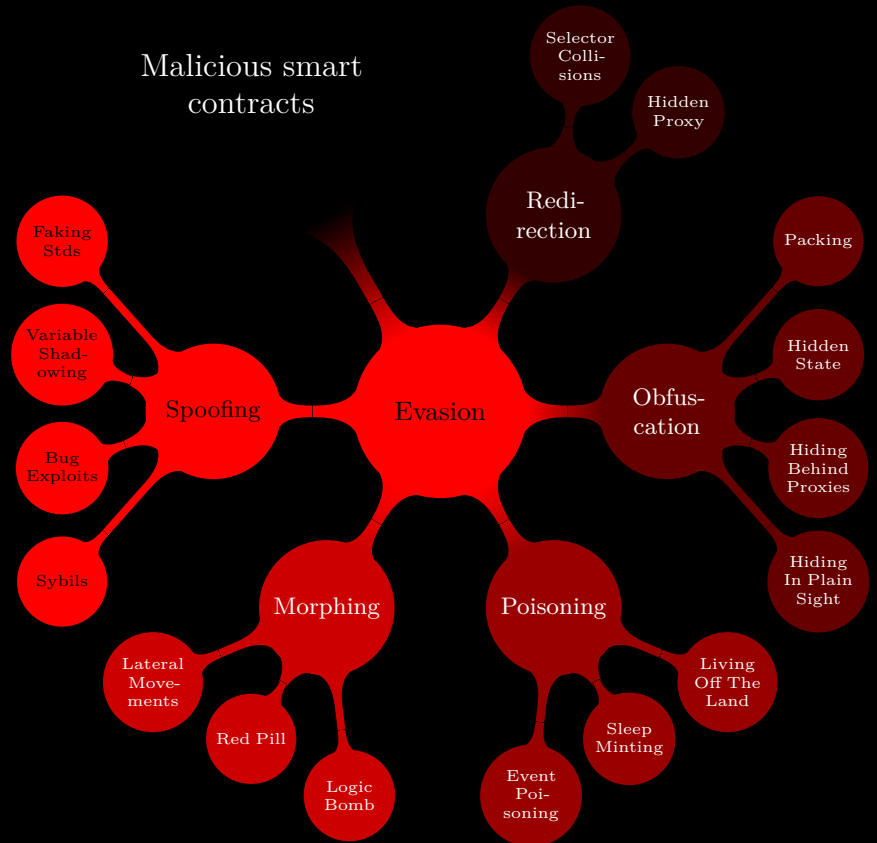 Malicious smart
contracts
Selector
Colli-
sions
Hidden
Proxy
Redi-
rection
Packing
Hidden
State
Obfus-
cation
Hiding
Behind
Proxies
Hiding
In Plain
Sight
Faking
Stds
Variable
Shad-
owing
Spoofing
Bug
Exploits
Sybils
Evasion
Morphing
Lateral
Move-
ments
Red Pill
Logic
Bomb
Poisoning
Living
Off The
Land
Sleep
Minting
Event
Poi-
soning